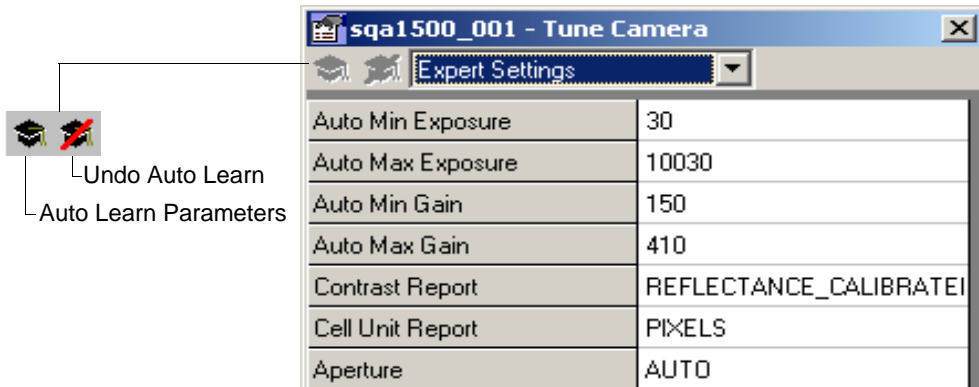 sqa1500_001 - Tune Camera
Expert Settings
Undo Auto Learn
Auto Learn Parameters
Auto Min Exposure 30
Auto Max Exposure 10030
Auto Min Gain 150
Auto Max Gain 410
Contrast Report REFLECTANCE_CALIBRATE
Cell Unit Report PIXELS
Aperture AUTO